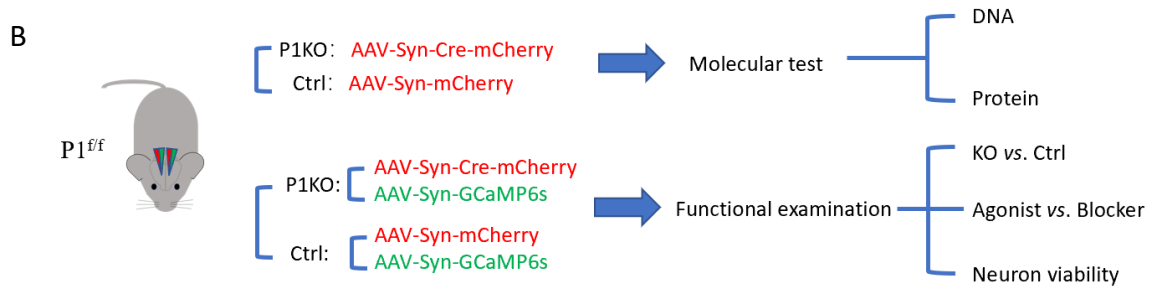 B
P1f/f
P1KO: AAV-Syn-Cre-mCherry
Ctrl: AAV-Syn-mCherry
Molecular test
DNA
Protein
P1KO:
AAV-Syn-Cre-mCherry
AAV-Syn-GCaMP6s
Ctrl:
AAV-Syn-mCherry
AAV-Syn-GCaMP6s
Functional examination
KO vs. Ctrl
Agonist vs. Blocker
Neuron viability